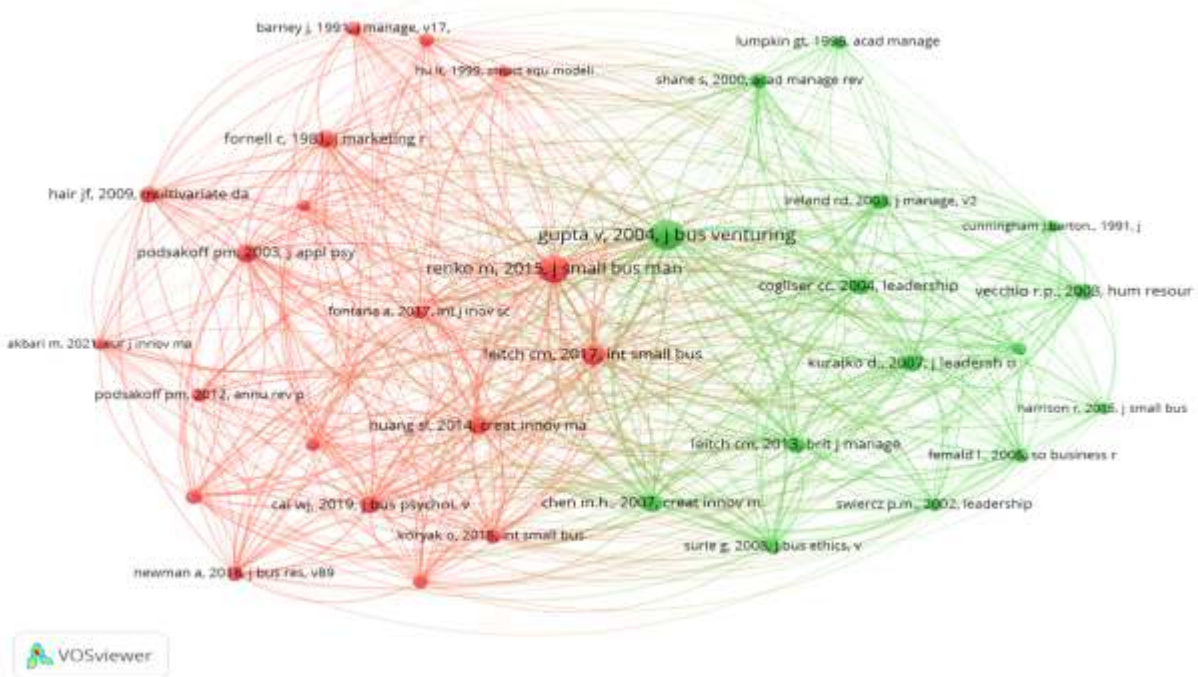 barney j, 1991, j manage, v17,
lumpkin gt, 1996, acad manage
hu lt, 1999, struct equ modeli
shane s, 2000, acad manage rev
fornell c, 1981, j marketing r
hair jf, 2009, multivariate da
ireland rd, 2003, j manage, v2
cunningham j.barton., 1991, j
gupta v, 2004, j bus venturing
podsakoff pm, 2003, j appl psy
renko m, 2015, j small bus man
cogliser cc, 2004, leadership
vecchio r.p., 2003, hum resour
fontana a, 2017, int j inov sc
akbari m, 2021, eur j innov ma
leitch cm, 2017, int small bus
kuratko d., 2007, j leadersh o
podsakoff pm, 2012, annu rev p
harrison r, 2016, j small bus
huang sl, 2014, creat innov ma
leitch cm, 2013, brit j manage
fernald l., 2005, so business r
cai wj, 2019, j bus psychol, v
chen m.h., 2007, creat innov m
swiercz p.m., 2002, leadership
koryak o, 2015, int small bus
surie g, 2008, j bus ethics, v
newman a, 2018, j bus res, v89
VOSviewer